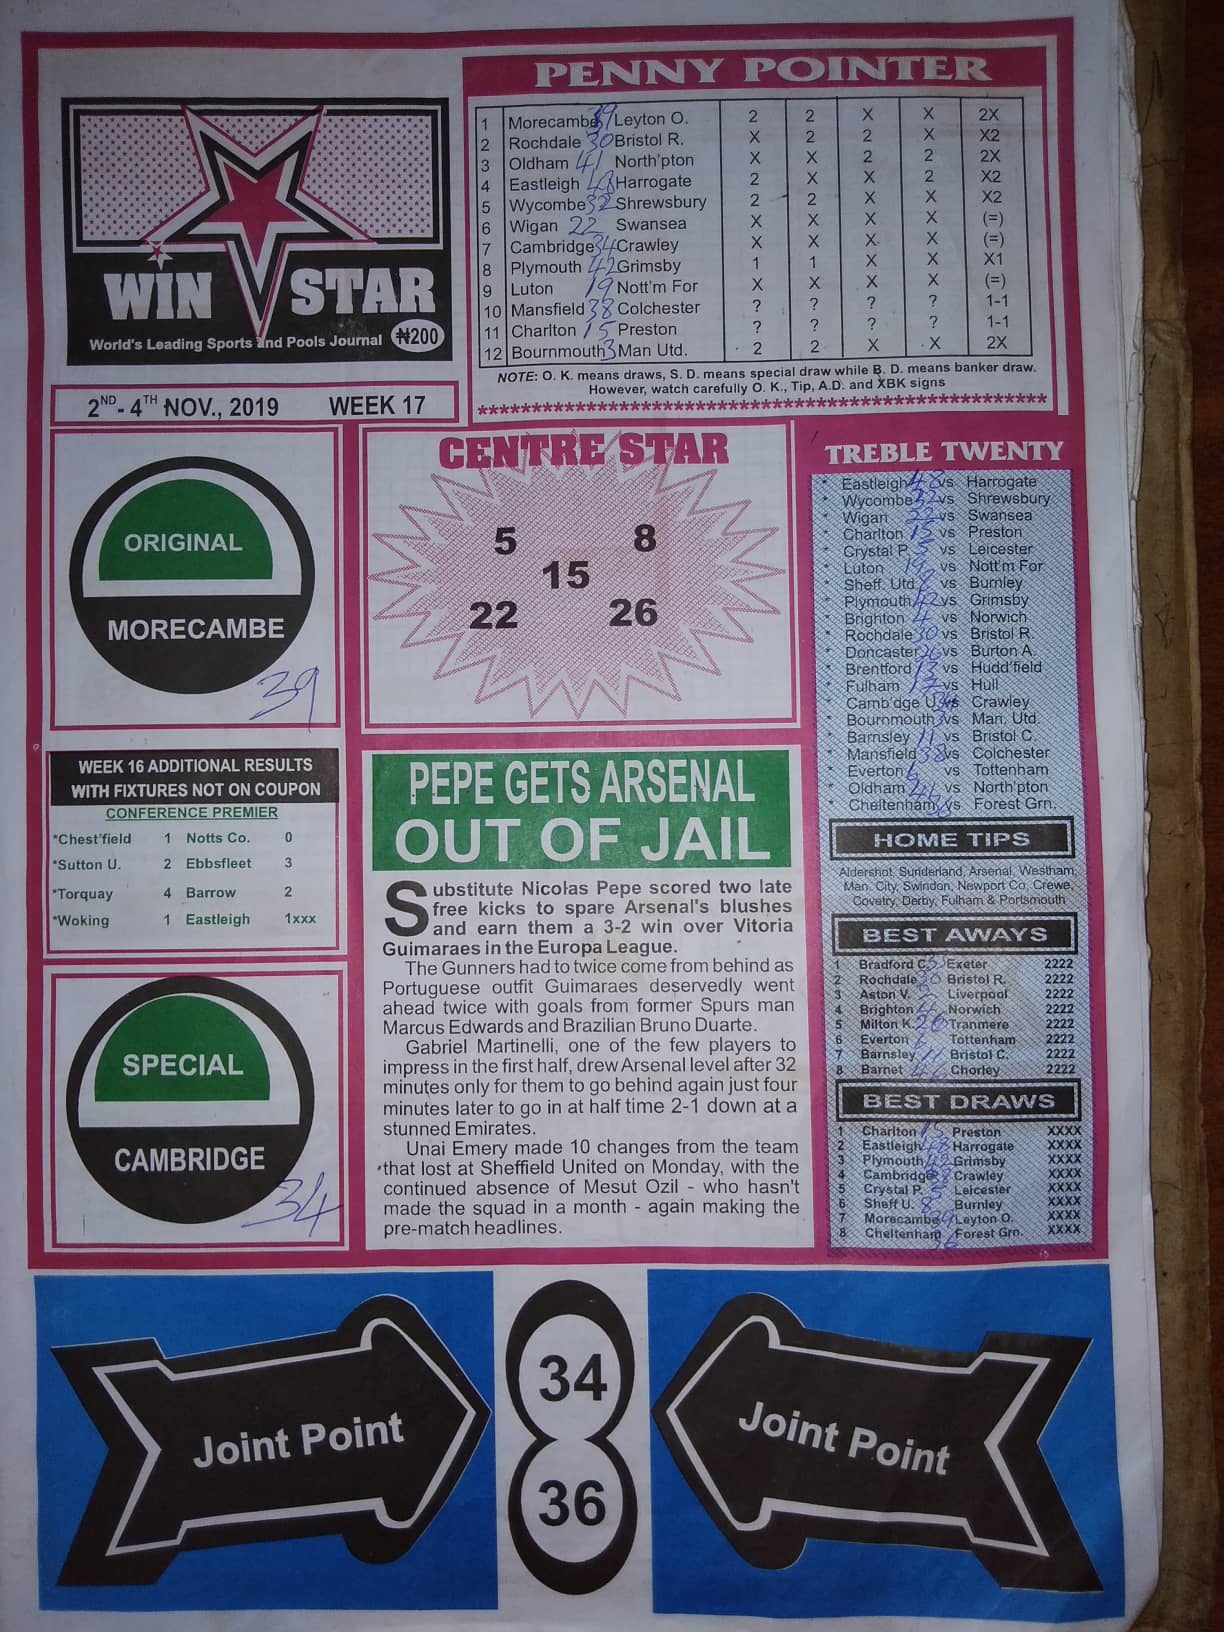 WIN STAR
World's Leading Sports and Pools Journal ₦200
2ND - 4TH NOV., 2019 WEEK 17
PENNY POINTER
1 Morecambe 39 Leyton O. 2 2 X X 2X
2 Rochdale 30 Bristol R. X 2 2 X X2
3 Oldham 41 North'pton X X 2 2 2X
4 Eastleigh 48 Harrogate 2 X X 2 X2
5 Wycombe 32 Shrewsbury 2 2 X X X2
6 Wigan 22 Swansea X X X X (=)
7 Cambridge 34 Crawley X X X X (=)
8 Plymouth 42 Grimsby 1 1 X X X1
9 Luton 19 Nott'm For X X X X (=)
10 Mansfield 38 Colchester ? ? ? ? 1-1
11 Charlton 15 Preston ? ? ? ? 1-1
12 Bournmouth 3 Man Utd. 2 2 X X 2X
NOTE: O. K. means draws, S. D. means special draw while B. D. means banker draw.
However, watch carefully O. K., Tip, A.D. and XBK signs
ORIGINAL
MORECAMBE
39
CENTRE STAR
5 8
15
22 26
TREBLE TWENTY
* Eastleigh 48 vs Harrogate
* Wycombe 32 vs Shrewsbury
* Wigan 22 vs Swansea
Charlton 15 vs Preston
* Crystal P. 5 vs Leicester
* Luton 19 vs Nott'm For
Sheff. Utd vs Burnley
* Plymouth 42 vs Grimsby
* Brighton 4 vs Norwich
* Rochdale 30 vs Bristol R.
* Doncaster 26 vs Burton A.
* Brentford 13 vs Hudd'field
* Fulham 17 vs Hull
* Camb'dge U 34 vs Crawley
* Bournmouth 3 vs Man. Utd.
* Barnsley 11 vs Bristol C.
* Mansfield 38 vs Colchester
* Everton 6 vs Tottenham
* Oldham 41 vs North'pton
* Cheltenham 36 vs Forest Grn.
HOME TIPS
Aldershot, Sunderland, Arsenal, Westham,
Man. City, Swindon, Newport Co, Crewe,
Covetry, Derby, Fulham & Portsmouth
BEST AWAYS
1 Bradford C. Exeter 2222
2 Rochdale 30 Bristol R. 2222
3 Aston V. Liverpool 2222
4 Brighton 4 Norwich 2222
5 Milton K. Tranmere 2222
6 Everton 6 Tottenham 2222
7 Barnsley 11 Bristol C. 2222
8 Barnet 46 Chorley 2222
BEST DRAWS
1 Charlton 15 Preston XXXX
2 Eastleigh 48 Harrogate XXXX
3 Plymouth 42 Grimsby XXXX
4 Cambridge Crawley XXXX
5 Crystal P. 5 Leicester XXXX
6 Sheff U. 8 Burnley XXXX
7 Morecambe 39 Leyton O. XXXX
8 Cheltenham 36 Forest Grn. XXXX
WEEK 16 ADDITIONAL RESULTS
WITH FIXTURES NOT ON COUPON
CONFERENCE PREMIER
*Chest'field 1 Notts Co. 0
*Sutton U. 2 Ebbsfleet 3
*Torquay 4 Barrow 2
*Woking 1 Eastleigh 1xxx
SPECIAL
CAMBRIDGE
34
PEPE GETS ARSENAL
OUT OF JAIL
Substitute Nicolas Pepe scored two late
free kicks to spare Arsenal's blushes
and earn them a 3-2 win over Vitoria
Guimaraes in the Europa League.
The Gunners had to twice come from behind as
Portuguese outfit Guimaraes deservedly went
ahead twice with goals from former Spurs man
Marcus Edwards and Brazilian Bruno Duarte.
Gabriel Martinelli, one of the few players to
impress in the first half, drew Arsenal level after 32
minutes only for them to go behind again just four
minutes later to go in at half time 2-1 down at a
stunned Emirates.
Unai Emery made 10 changes from the team
that lost at Sheffield United on Monday, with the
continued absence of Mesut Ozil - who hasn't
made the squad in a month - again making the
pre-match headlines.
Joint Point
34
36
Joint Point